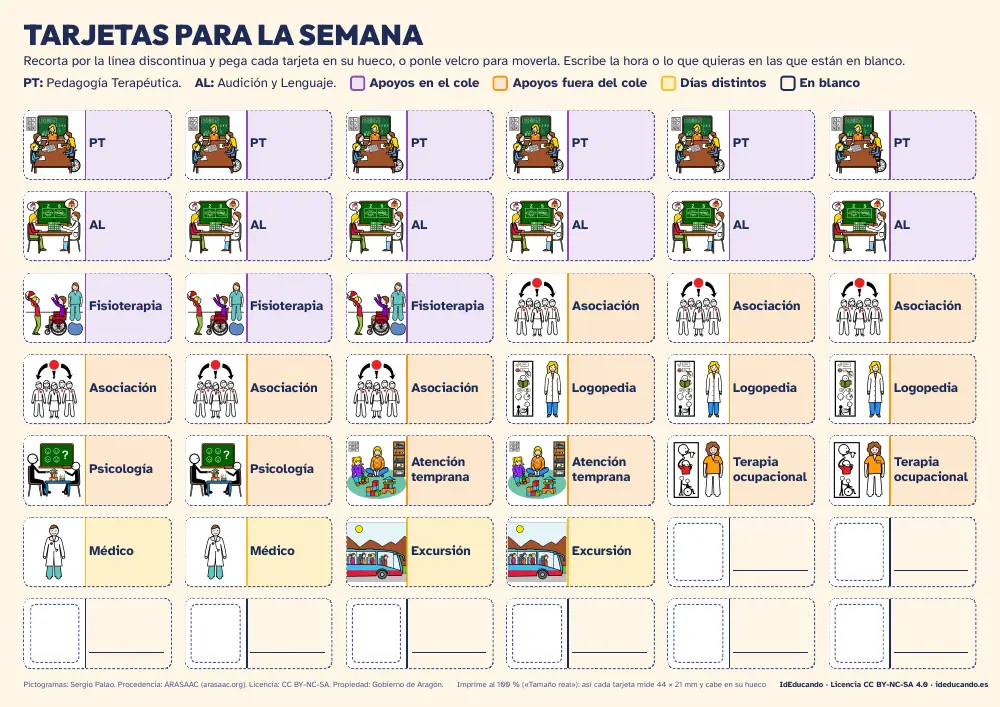 TARJETAS PARA LA SEMANA
Recorta por la línea discontinua y pega cada tarjeta en su hueco, o ponle velcro para moverla. Escribe la hora o lo que quieras en las que están en blanco.
PT: Pedagogía Terapéutica. AL: Audición y Lenguaje. Apoyos en el cole Apoyos fuera del cole Días distintos En blanco
PT PT PT PT PT PT
AL AL AL AL AL AL
Fisioterapia Fisioterapia Fisioterapia Asociación Asociación Asociación
Asociación Asociación Asociación Logopedia Logopedia Logopedia
Psicología Psicología Atención temprana Atención temprana Terapia ocupacional Terapia ocupacional
Médico Médico Excursión Excursión
Pictogramas: Sergio Palao. Procedencia: ARASAAC (arasaac.org). Licencia: CC BY-NC-SA. Propiedad: Gobierno de Aragón. Imprime al 100 % («Tamaño real»): así cada tarjeta mide 44 × 21 mm y cabe en su hueco IdEducando · Licencia CC BY-NC-SA 4.0 · ideducando.es